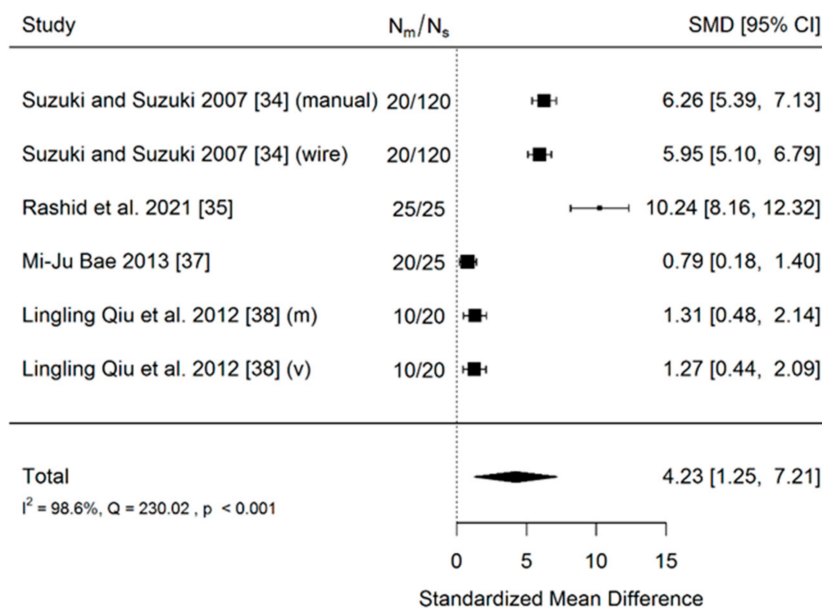 Study N_m/N_s SMD [95% CI]
Suzuki and Suzuki 2007 [34] (manual) 20/120 6.26 [5.39, 7.13]
Suzuki and Suzuki 2007 [34] (wire) 20/120 5.95 [5.10, 6.79]
Rashid et al. 2021 [35] 25/25 10.24 [8.16, 12.32]
Mi-Ju Bae 2013 [37] 20/25 0.79 [0.18, 1.40]
Lingling Qiu et al. 2012 [38] (m) 10/20 1.31 [0.48, 2.14]
Lingling Qiu et al. 2012 [38] (v) 10/20 1.27 [0.44, 2.09]
Total 4.23 [1.25, 7.21]
I² = 98.6%, Q = 230.02 , p < 0.001
0 5 10 15
Standardized Mean Difference